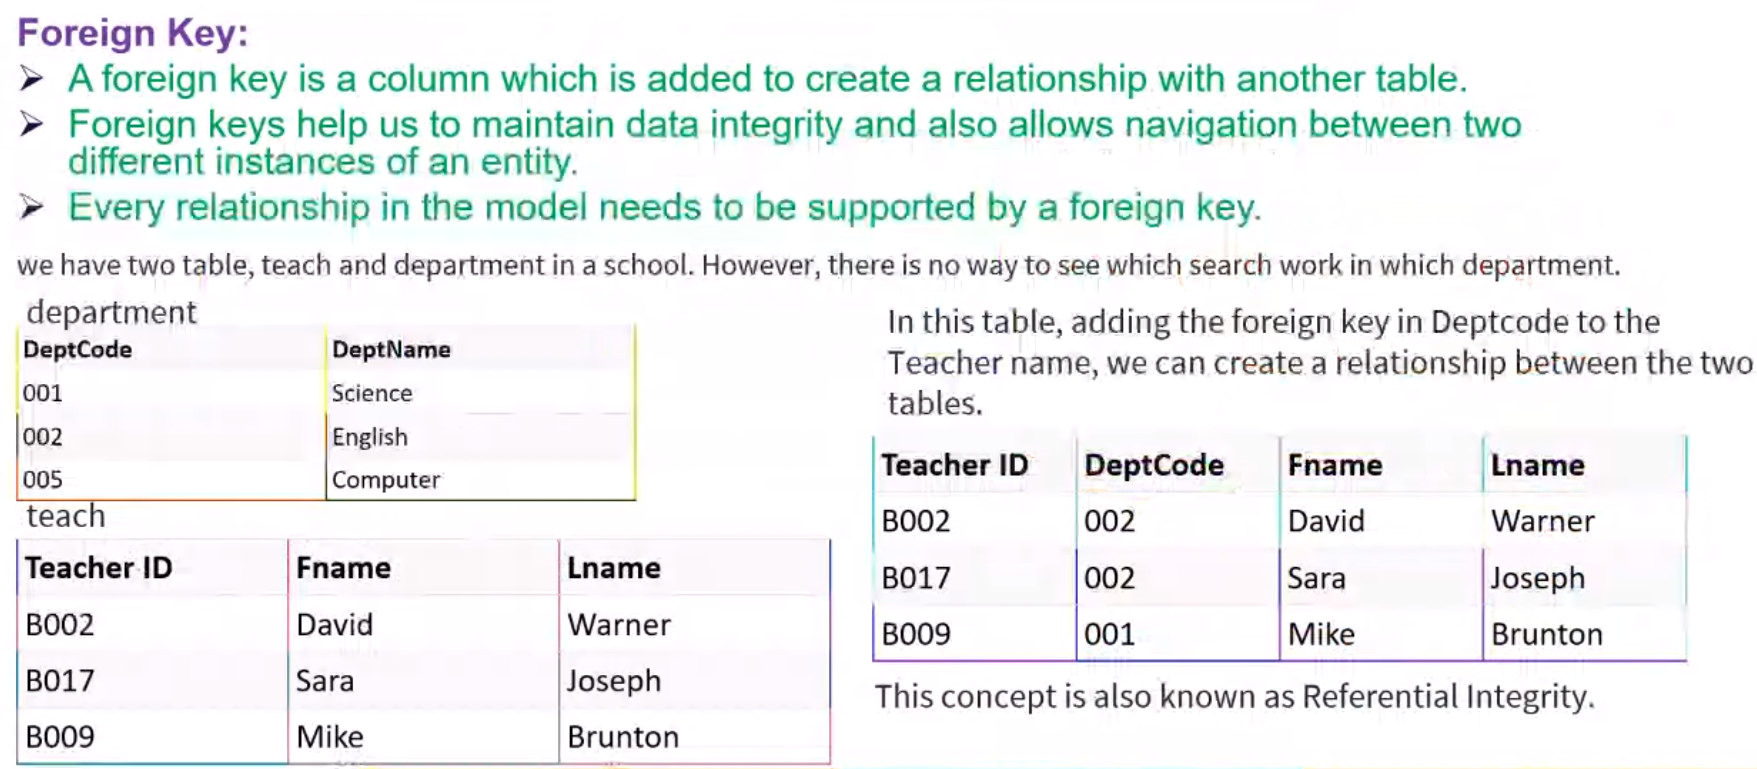 Foreign Key:
➢ A foreign key is a column which is added to create a relationship with another table.
➢ Foreign keys help us to maintain data integrity and also allows navigation between two
different instances of an entity.
➢ Every relationship in the model needs to be supported by a foreign key.
we have two table, teach and department in a school. However, there is no way to see which search work in which department.
department
DeptCode DeptName
001 Science
002 English
005 Computer
teach
Teacher ID Fname Lname
B002 David Warner
B017 Sara Joseph
B009 Mike Brunton
In this table, adding the foreign key in Deptcode to the
Teacher name, we can create a relationship between the two
tables.
Teacher ID DeptCode Fname Lname
B002 002 David Warner
B017 002 Sara Joseph
B009 001 Mike Brunton
This concept is also known as Referential Integrity.